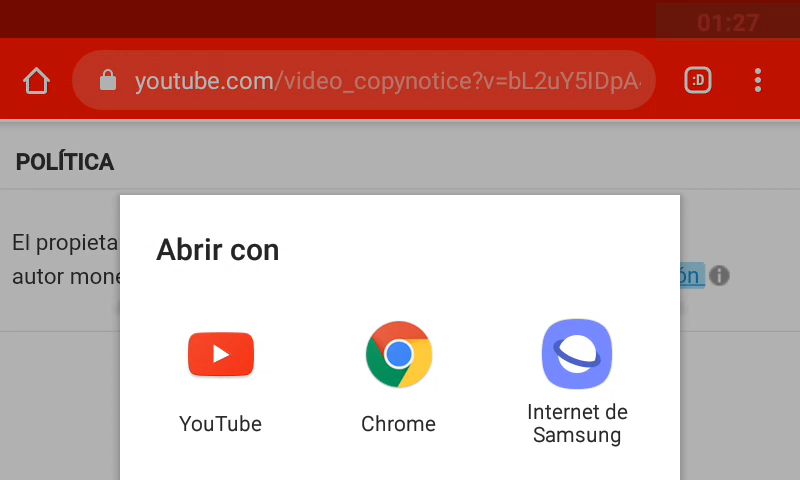 01:27
youtube.com/video_copynotice?v=bL2uY5IDpA
:D
POLÍTICA
El propieta
autor mone
ón
Abrir con
YouTube
Chrome
Internet de
Samsung